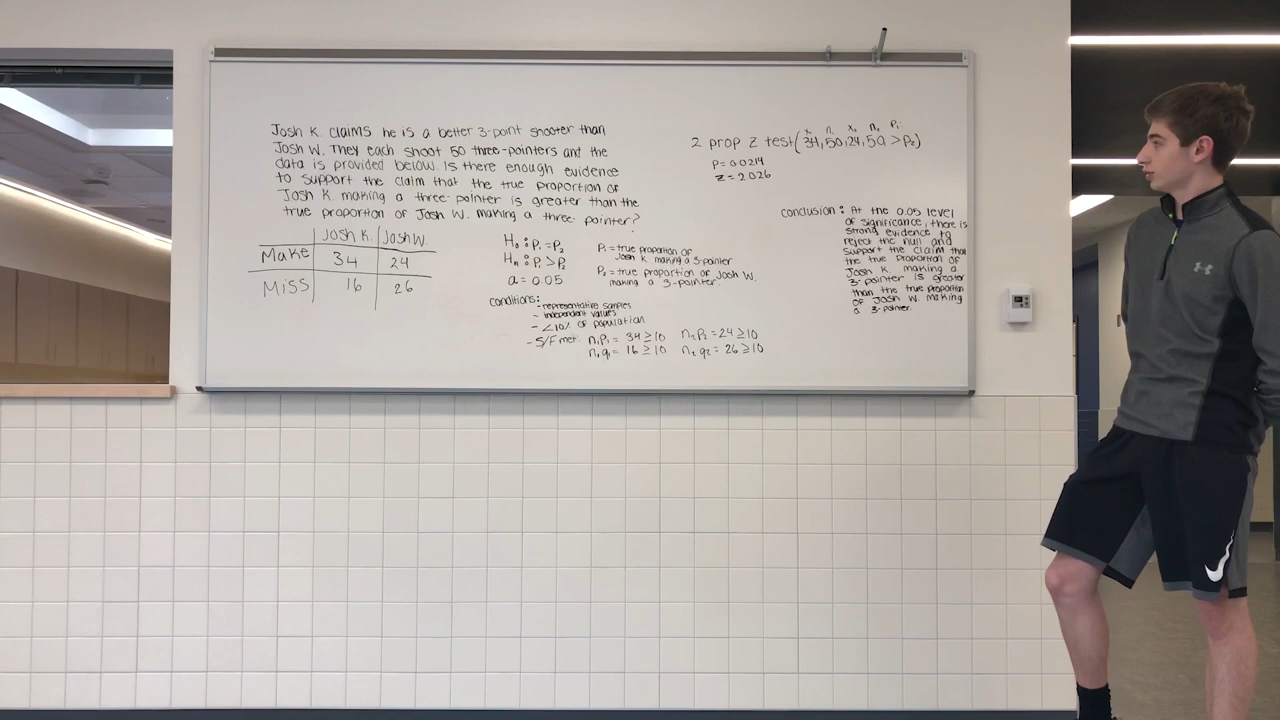 Josh K. claims he is a better 3-point shooter than
Josh W. They each shoot 50 three-pointers and the
data is provided below. Is there enough evidence
to support the claim that the true proportion of
Josh K. making a three-pointer is greater than the
true proportion of Josh W. making a three-pointer?
Josh K. Josh W.
Make 34 24
Miss 16 26
H₀: P₁ = P₂
P₁ > P₂
α = 0.05
P₁ = true proportion of
Josh K making a 3-pointer
P₂ = true proportion of Josh W.
making a 3-pointer.
conditions:
- representative samples
- independent values
- <10% of population
- S/F met. n₁p₁ = 34 ≥ 10 n₂p₂ = 24 ≥ 10
n₁q₁ = 16 ≥ 10 n₂q₂ = 26 ≥ 10
x₁ n₁ x₂ n₂ P₁
2 prop Z test(34, 50, 24, 50 > P₂)
P = 0.0214
Z = 2.026
conclusion: At the 0.05 level
of significance, there is
strong evidence to
reject the null and
support the claim that
the true proportion of
Josh K. making a
3-pointer is greater
than the true proportion
of Josh W. making
a 3-pointer.